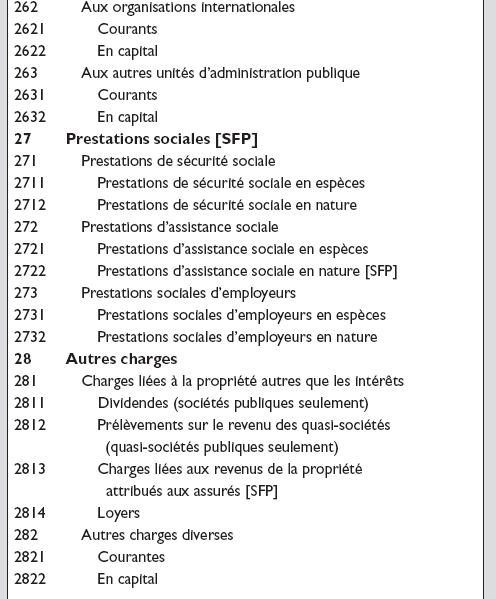 262 Aux organisations internationales
2621 Courants
2622 En capital
263 Aux autres unités d’administration publique
2631 Courants
2632 En capital
27 Prestations sociales [SFP]
271 Prestations de sécurité sociale
2711 Prestations de sécurité sociale en espèces
2712 Prestations de sécurité sociale en nature
272 Prestations d’assistance sociale
2721 Prestations d’assistance sociale en espèces
2722 Prestations d’assistance sociale en nature [SFP]
273 Prestations sociales d’employeurs
2731 Prestations sociales d’employeurs en espèces
2732 Prestations sociales d’employeurs en nature
28 Autres charges
281 Charges liées à la propriété autres que les intérêts
2811 Dividendes (sociétés publiques seulement)
2812 Prélèvements sur le revenu des quasi-sociétés
(quasi-sociétés publiques seulement)
2813 Charges liées aux revenus de la propriété
attribués aux assurés [SFP]
2814 Loyers
282 Autres charges diverses
2821 Courantes
2822 En capital